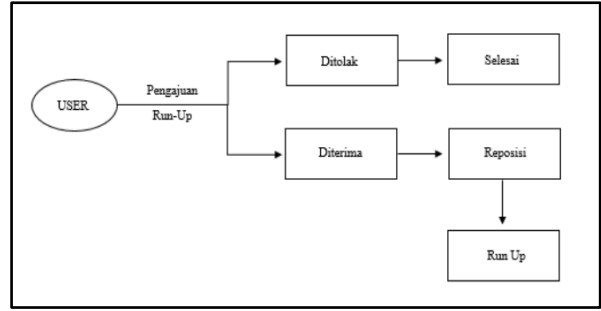 Ditolak
Selesai
Pengajuan
USER
Run-Up
Diterima
Reposisi
Run Up